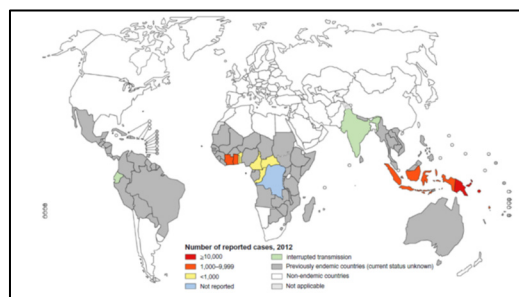 Number of reported cases, 2012
≥10,000
1,000–9,999
<1,000
Not reported
Interrupted transmission
Previously endemic countries (current status unknown)
Non-endemic countries
Not applicable